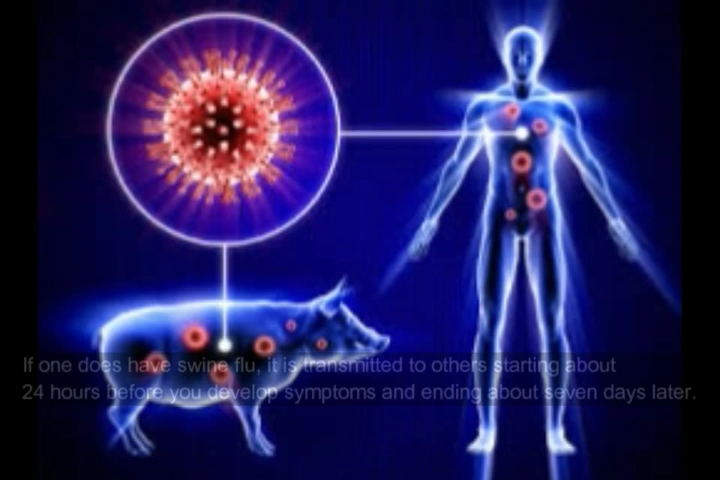 If one does have swine flu, it is transmitted to others starting about
24 hours before you develop symptoms and ending about seven days later.